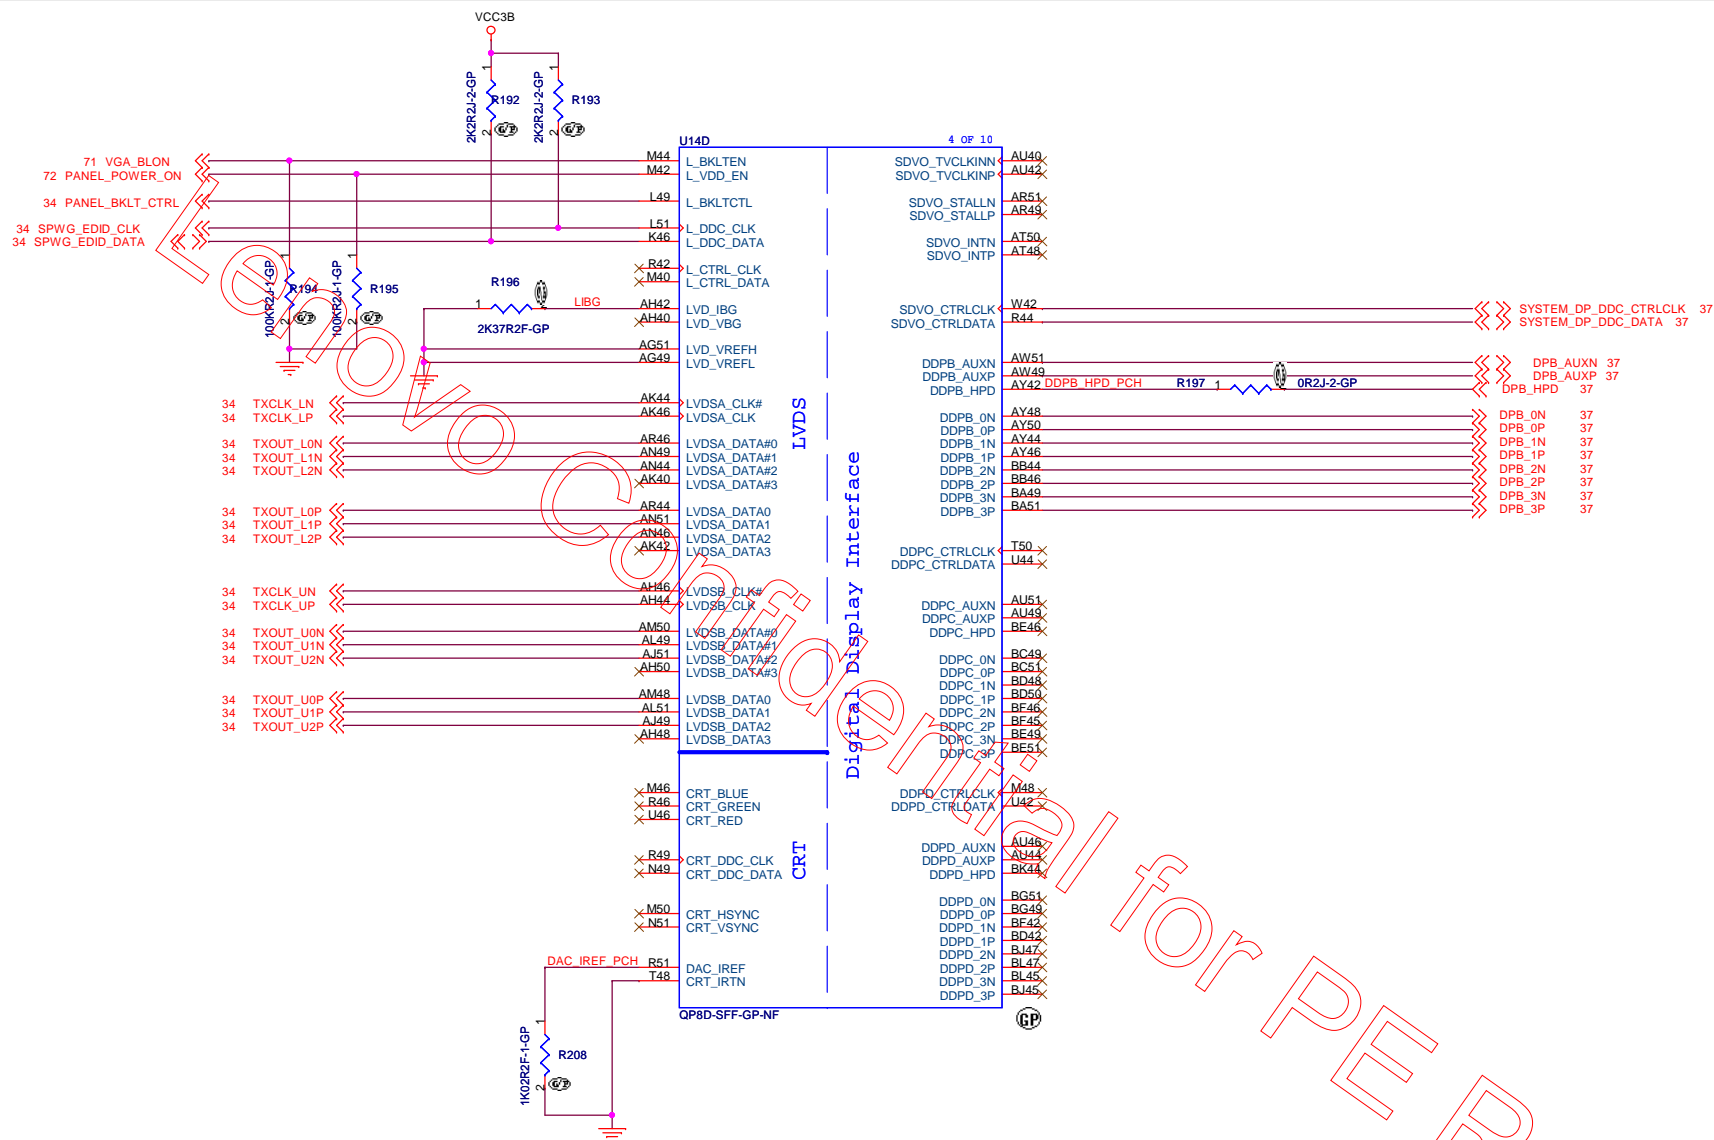 VCC3B
2K2R2J-2-GP
R192
2K2R2J-2-GP
R193
1
2
1
2
G/P
G/P
U14D
4 OF 10
71 VGA_BLON
72 PANEL_POWER_ON
34 PANEL_BKLT_CTRL
34 SPWG_EDID_CLK
34 SPWG_EDID_DATA
M44 L_BKLTEN
M42 L_VDD_EN
L49 L_BKLTCTL
L51 L_DDC_CLK
K46 L_DDC_DATA
R42 L_CTRL_CLK
M40 L_CTRL_DATA
100KR2J-1-GP
R194
1
2
G/P
100KR2J-1-GP
R195
1
2
G/P
R196
1
2K37R2F-GP
LIBG
AH42 LVD_IBG
AH40 LVD_VBG
AG51 LVD_VREFH
AG49 LVD_VREFL
34 TXCLK_LN AK44 LVDSA_CLK#
34 TXCLK_LP AK46 LVDSA_CLK
34 TXOUT_L0N AR46 LVDSA_DATA#0
34 TXOUT_L1N AN49 LVDSA_DATA#1
34 TXOUT_L2N AN44 LVDSA_DATA#2
AK40 LVDSA_DATA#3
34 TXOUT_L0P AR44 LVDSA_DATA0
34 TXOUT_L1P AN51 LVDSA_DATA1
34 TXOUT_L2P AN46 LVDSA_DATA2
AK42 LVDSA_DATA3
34 TXCLK_UN AH46 LVDSB_CLK#
34 TXCLK_UP AH44 LVDSB_CLK
34 TXOUT_U0N AM50 LVDSB_DATA#0
34 TXOUT_U1N AL49 LVDSB_DATA#1
34 TXOUT_U2N AJ51 LVDSB_DATA#2
AH50 LVDSB_DATA#3
34 TXOUT_U0P AM48 LVDSB_DATA0
34 TXOUT_U1P AL51 LVDSB_DATA1
34 TXOUT_U2P AJ49 LVDSB_DATA2
AH48 LVDSB_DATA3
M46 CRT_BLUE
R46 CRT_GREEN
U46 CRT_RED
R49 CRT_DDC_CLK
N49 CRT_DDC_DATA
M50 CRT_HSYNC
N51 CRT_VSYNC
DAC_IREF_PCH R51 DAC_IREF
T48 CRT_IRTN
1K02R2F-1-GP
R208
1
2
G/P
LVDS
CRT
Digital Display Interface
SDVO_TVCLKINN AU40
SDVO_TVCLKINP AU42
SDVO_STALLN AR51
SDVO_STALLP AR49
SDVO_INTN AT50
SDVO_INTP AT48
SDVO_CTRLCLK W42 SYSTEM_DP_DDC_CTRLCLK 37
SDVO_CTRLDATA R44 SYSTEM_DP_DDC_DATA 37
DDPB_AUXN AW51 DPB_AUXN 37
DDPB_AUXP AW49 DPB_AUXP 37
DDPB_HPD AY42 DDPB_HPD_PCH R197 1 0R2J-2-GP DPB_HPD 37
DDPB_0N AY48 DPB_0N 37
DDPB_0P AY50 DPB_0P 37
DDPB_1N AY44 DPB_1N 37
DDPB_1P AY46 DPB_1P 37
DDPB_2N BB44 DPB_2N 37
DDPB_2P BB46 DPB_2P 37
DDPB_3N BA49 DPB_3N 37
DDPB_3P BA51 DPB_3P 37
DDPC_CTRLCLK T50
DDPC_CTRLDATA U44
DDPC_AUXN AU51
DDPC_AUXP AU49
DDPC_HPD BE46
DDPC_0N BC49
DDPC_0P BC51
DDPC_1N BD48
DDPC_1P BD50
DDPC_2N BF46
DDPC_2P BF45
DDPC_3N BE49
DDPC_3P BE51
DDPD_CTRLCLK M48
DDPD_CTRLDATA U42
DDPD_AUXN AU46
DDPD_AUXP AU44
DDPD_HPD BK44
DDPD_0N BG51
DDPD_0P BG49
DDPD_1N BF42
DDPD_1P BD42
DDPD_2N BJ47
DDPD_2P BL47
DDPD_3N BL45
DDPD_3P BJ45
QP8D-SFF-GP-NF
GP
Lenovo Confidential for PE P